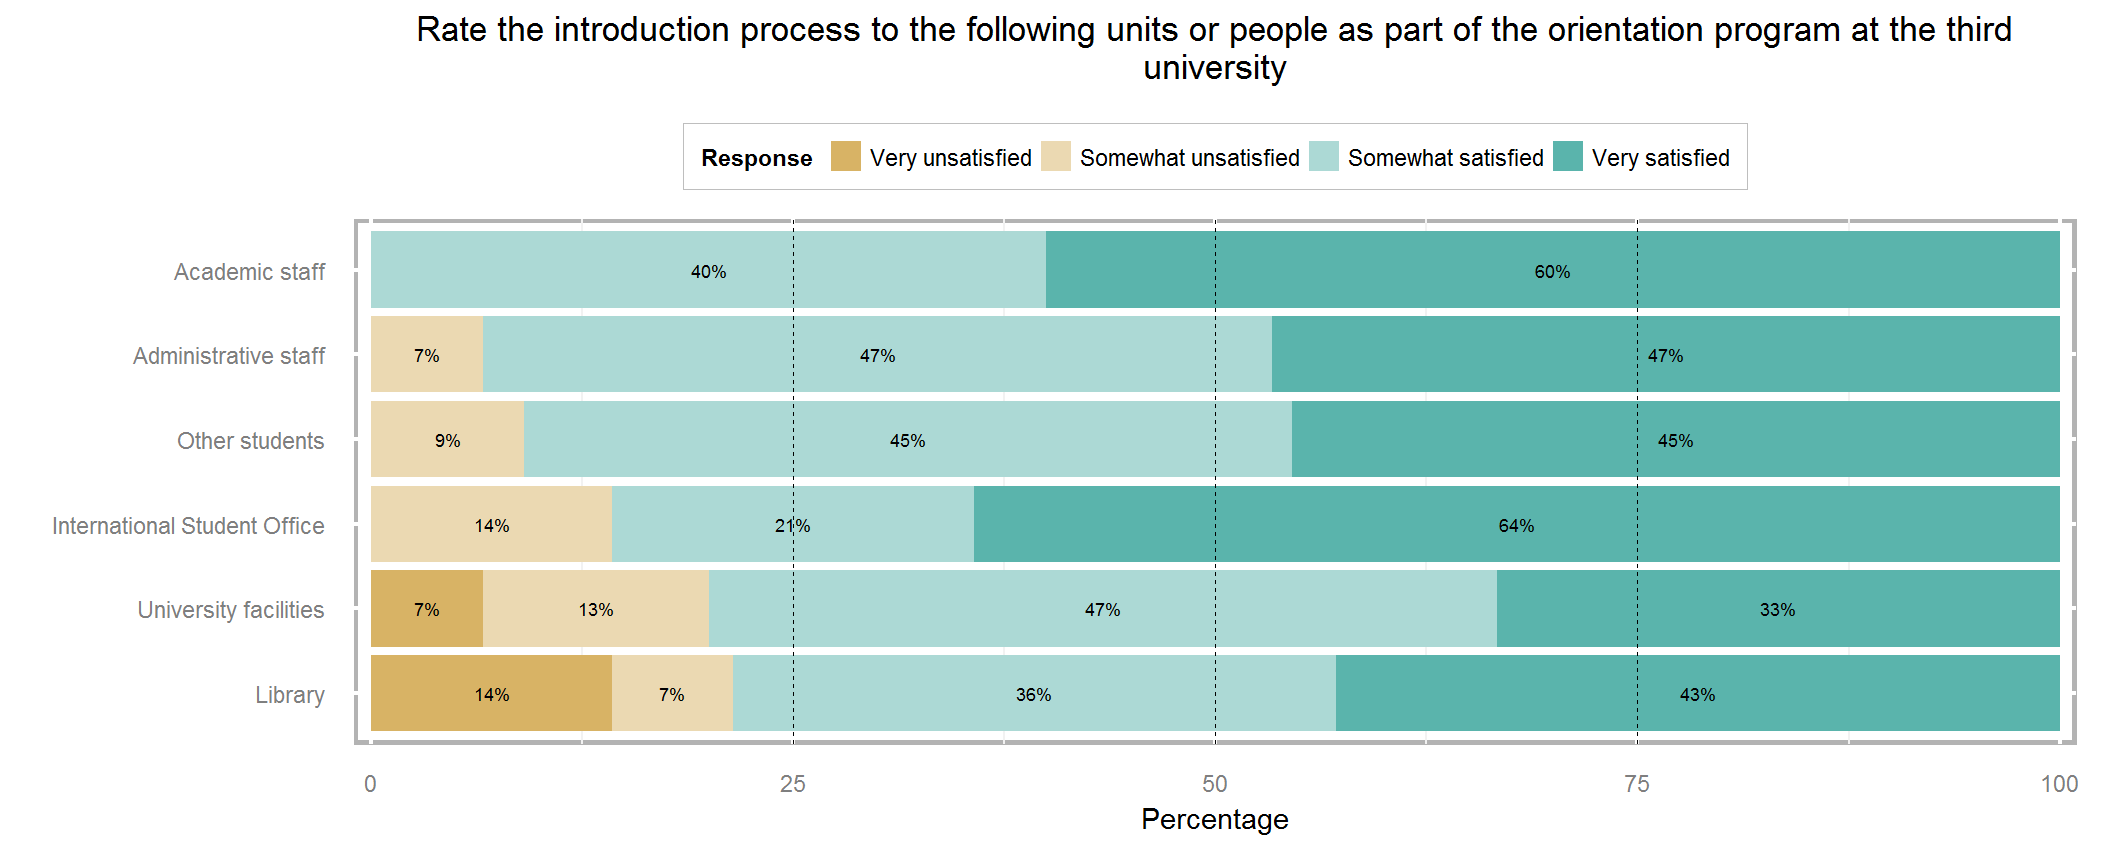 Rate the introduction process to the following units or people as part of the orientation program at the third
university
Response Very unsatisfied Somewhat unsatisfied Somewhat satisfied Very satisfied
Academic staff 40% 60%
Administrative staff 7% 47% 47%
Other students 9% 45% 45%
International Student Office 14% 21% 64%
University facilities 7% 13% 47% 33%
Library 14% 7% 36% 43%
0 25 50 75 100
Percentage